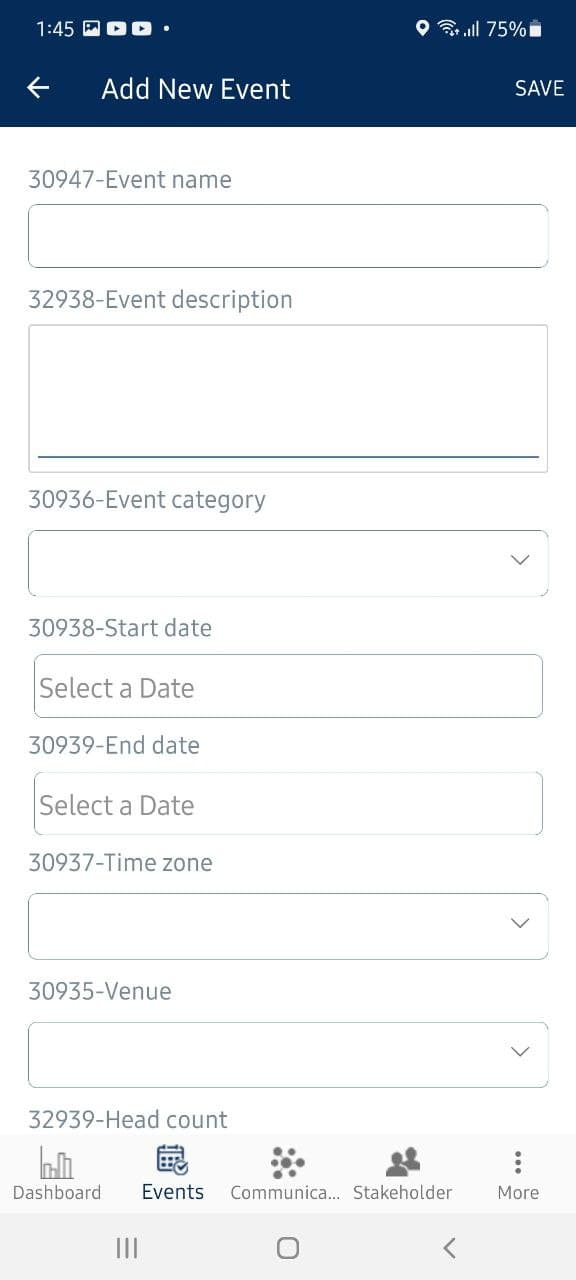 1:45 75%
Add New Event SAVE
30947-Event name
32938-Event description
30936-Event category
30938-Start date
Select a Date
30939-End date
Select a Date
30937-Time zone
30935-Venue
32939-Head count
Dashboard Events Communica... Stakeholder More